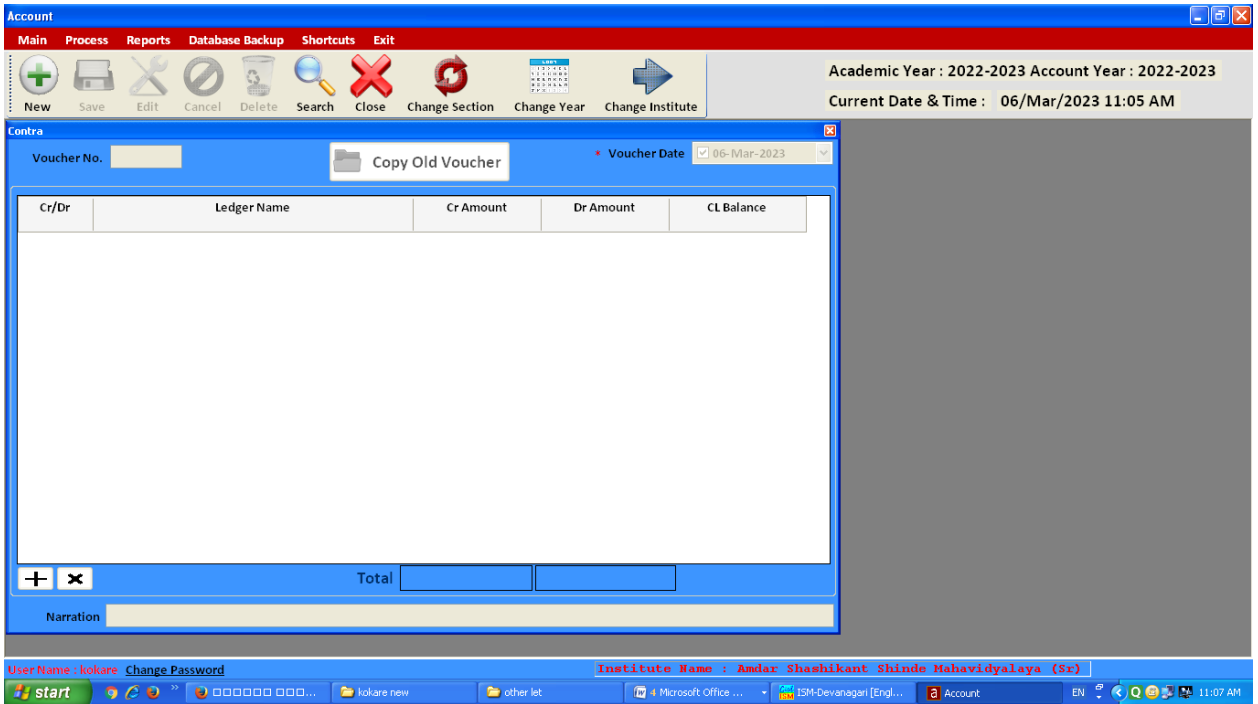 Account
Main Process Reports Database Backup Shortcuts Exit
New Save Edit Cancel Delete Search Close Change Section Change Year Change Institute
Academic Year : 2022-2023 Account Year : 2022-2023
Current Date & Time : 06/Mar/2023 11:05 AM
Contra
Voucher No. Copy Old Voucher * Voucher Date 06-Mar-2023
Cr/Dr Ledger Name Cr Amount Dr Amount CL Balance
Total
Narration
User Name : kokare Change Password Institute Name : Amdar Shashikant Shinde Mahavidyalaya (Sr)
start kokare new other let 4 Microsoft Office ... ISM-Devanagari [Engl... Account EN 11:07 AM